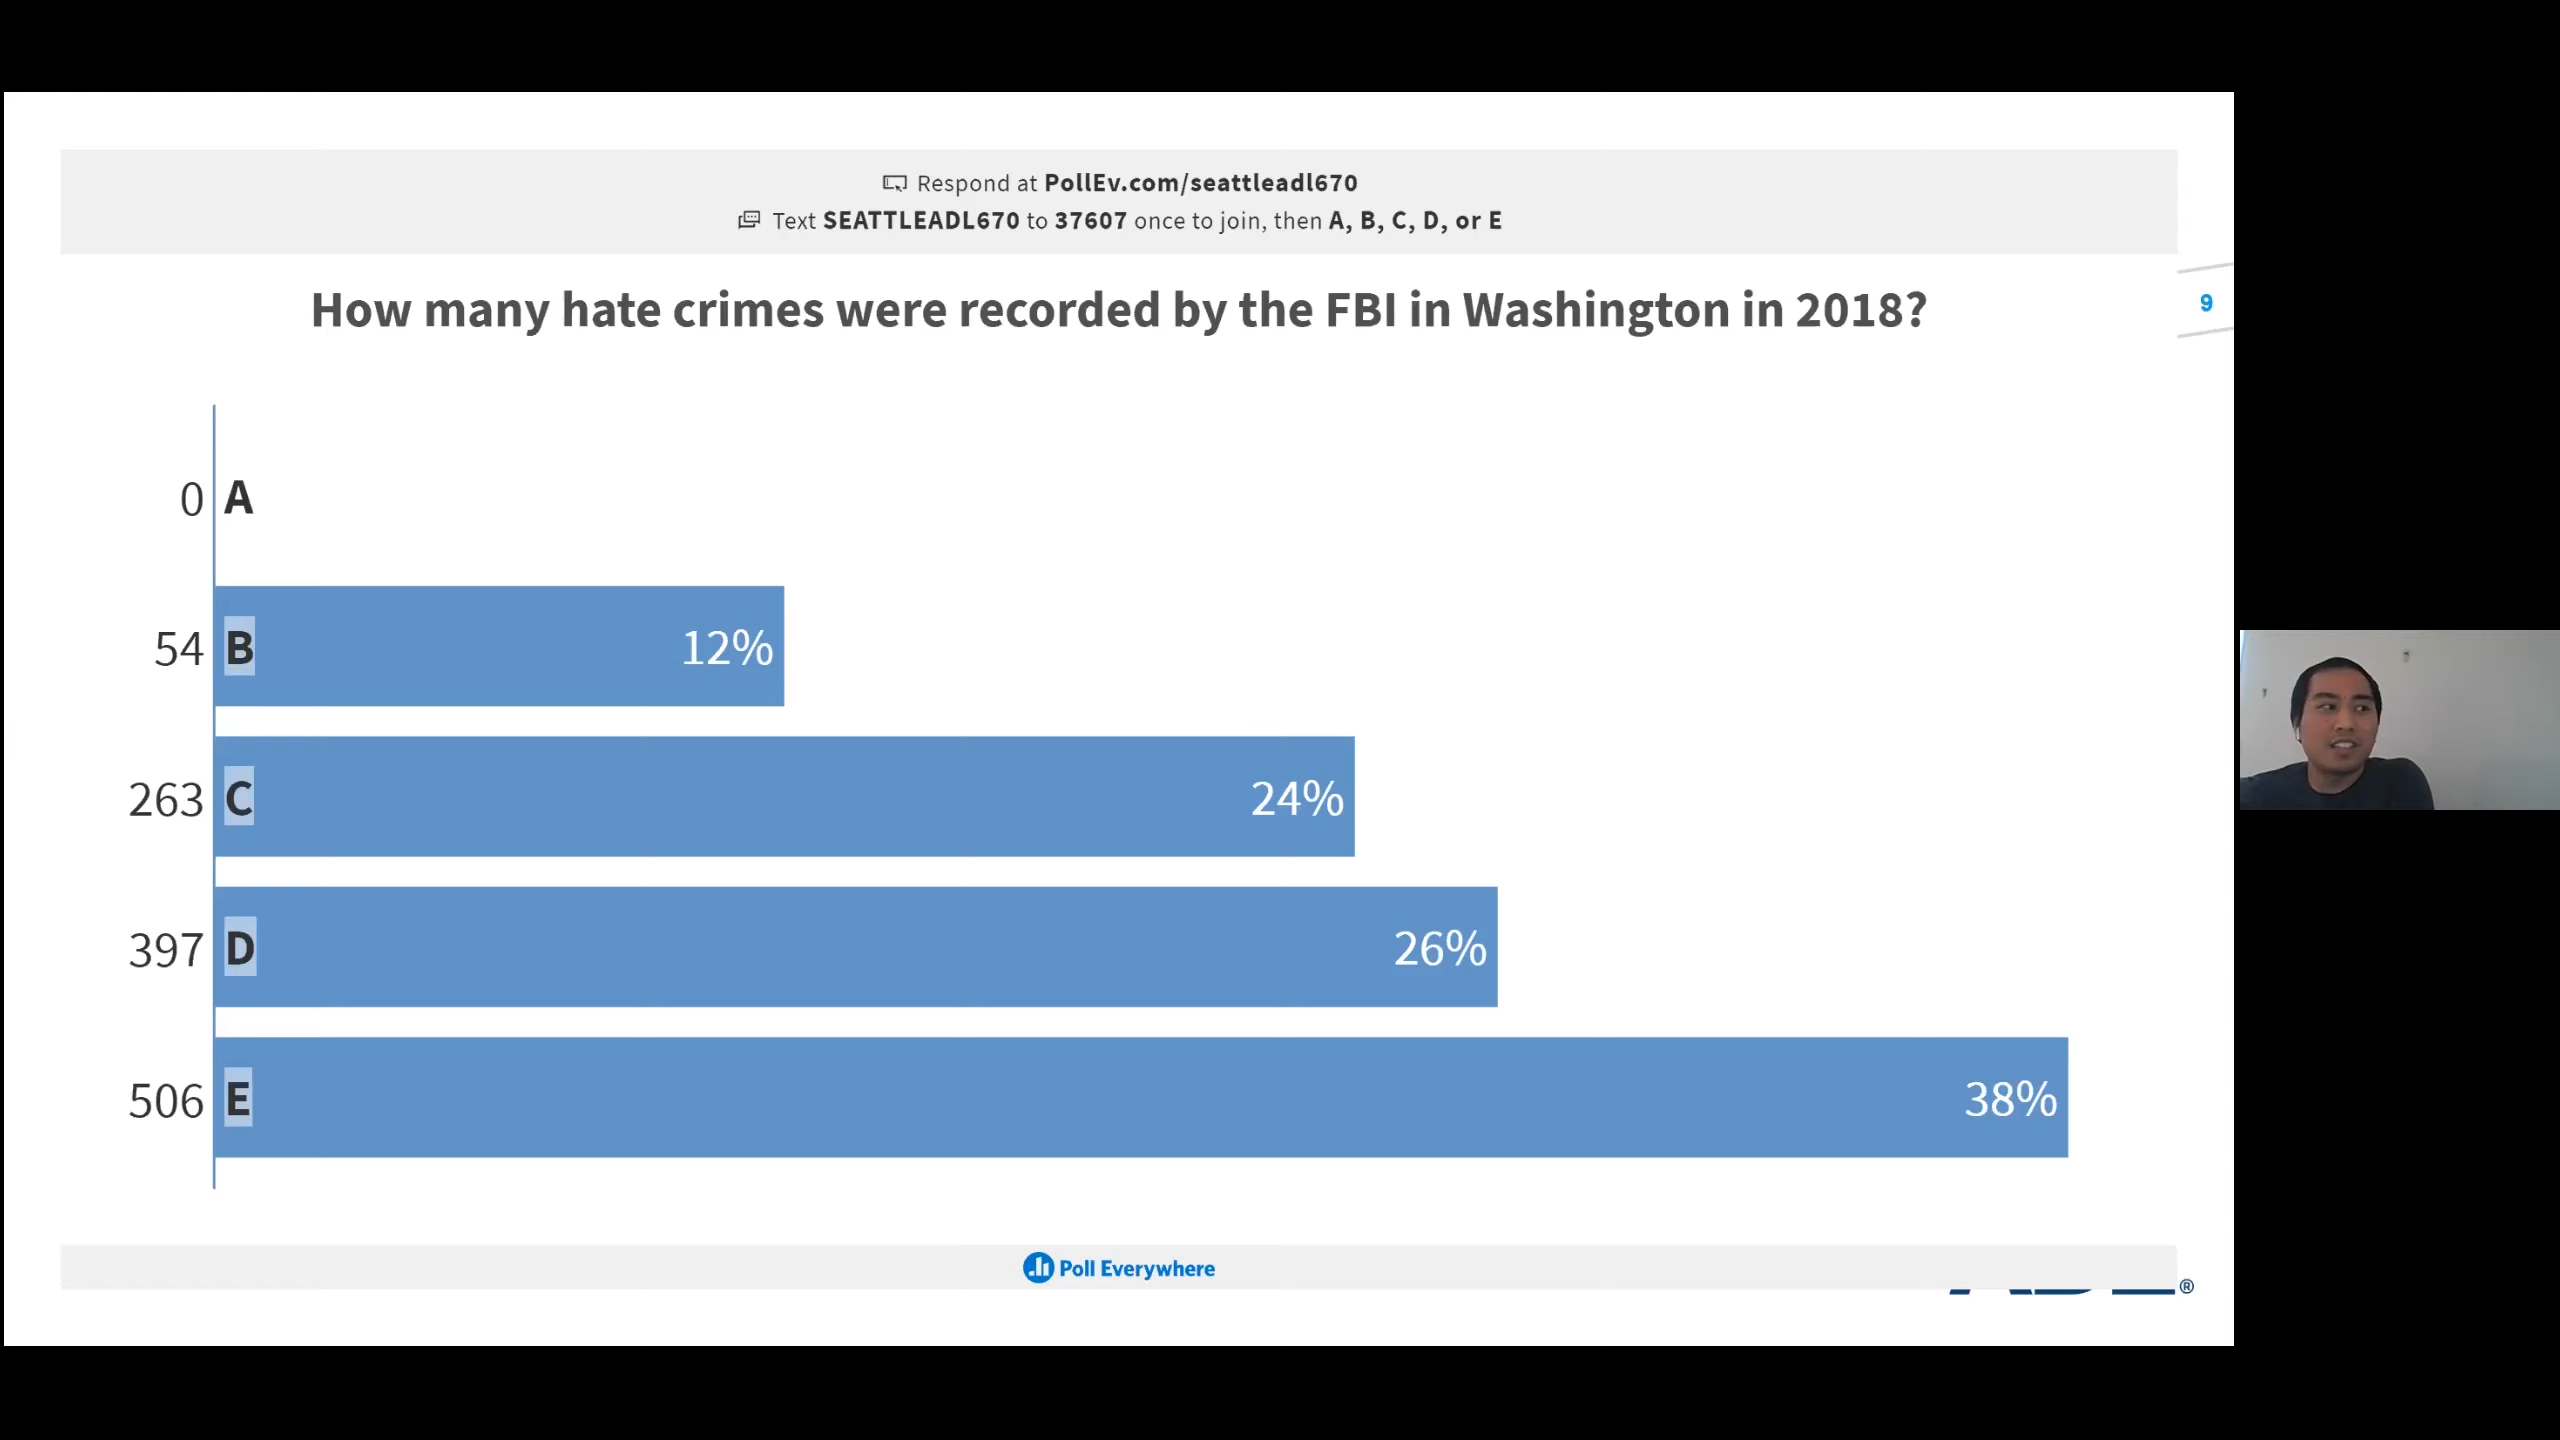 Respond at PollEv.com/seattleadl670
Text SEATTLEADL670 to 37607 once to join, then A, B, C, D, or E
How many hate crimes were recorded by the FBI in Washington in 2018?
9
0 A
54 B 12%
263 C 24%
397 D 26%
506 E 38%
Poll Everywhere
®